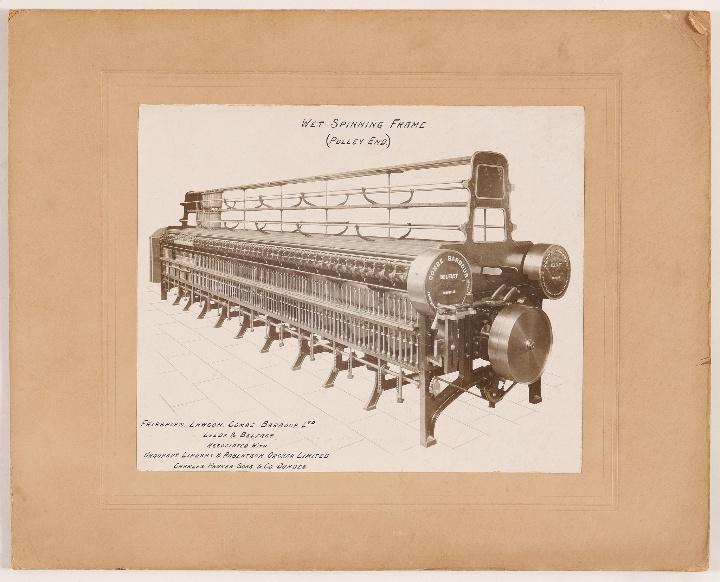 WET SPINNING FRAME
(PULLEY END)
COMBE BARBOUR
BELFAST
FAIRBAIRN, LAWSON, COMBE BARBOUR LTD
LEEDS & BELFAST
ASSOCIATED WITH
URQUHART LINDSAY & ROBERTSON ORCHAR LIMITED
CHARLES PARKER SONS & CO. DUNDEE